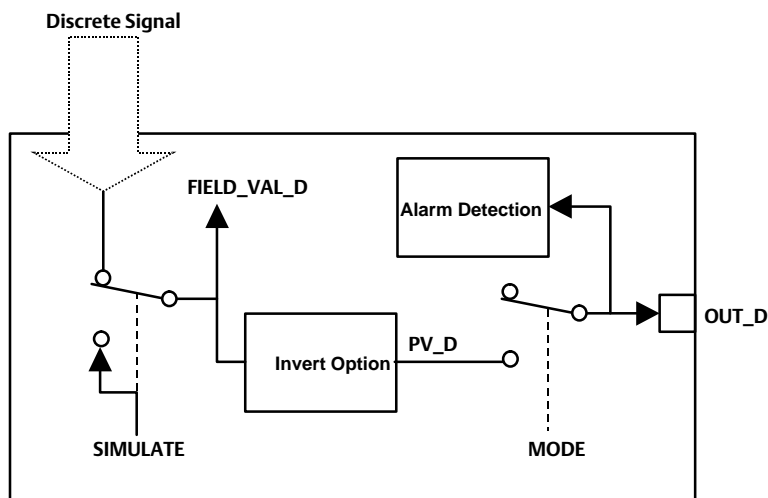 Discrete Signal
FIELD_VAL_D
Alarm Detection
OUT_D
PV_D
Invert Option
SIMULATE
MODE